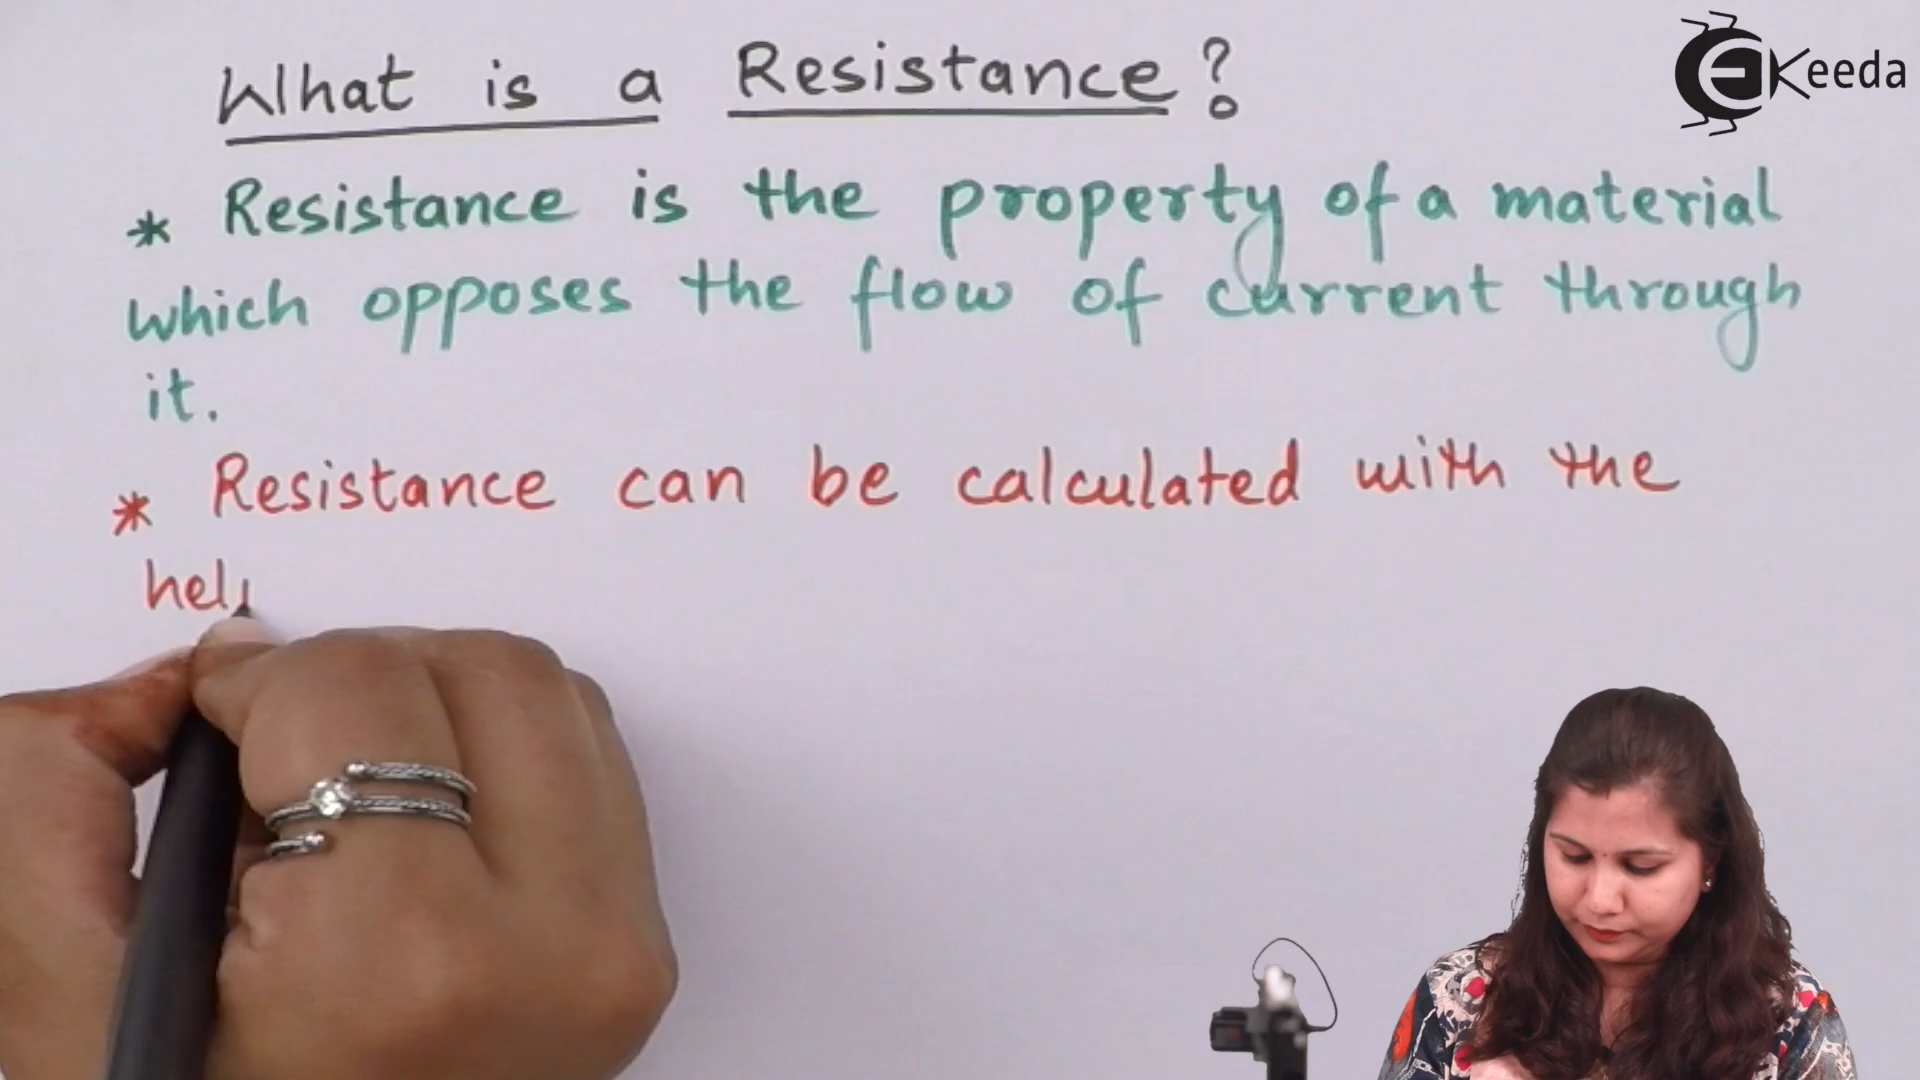 What is a Resistance?
EKeeda
* Resistance is the property of a material
which opposes the flow of current through
it.
* Resistance can be calculated with the
hel